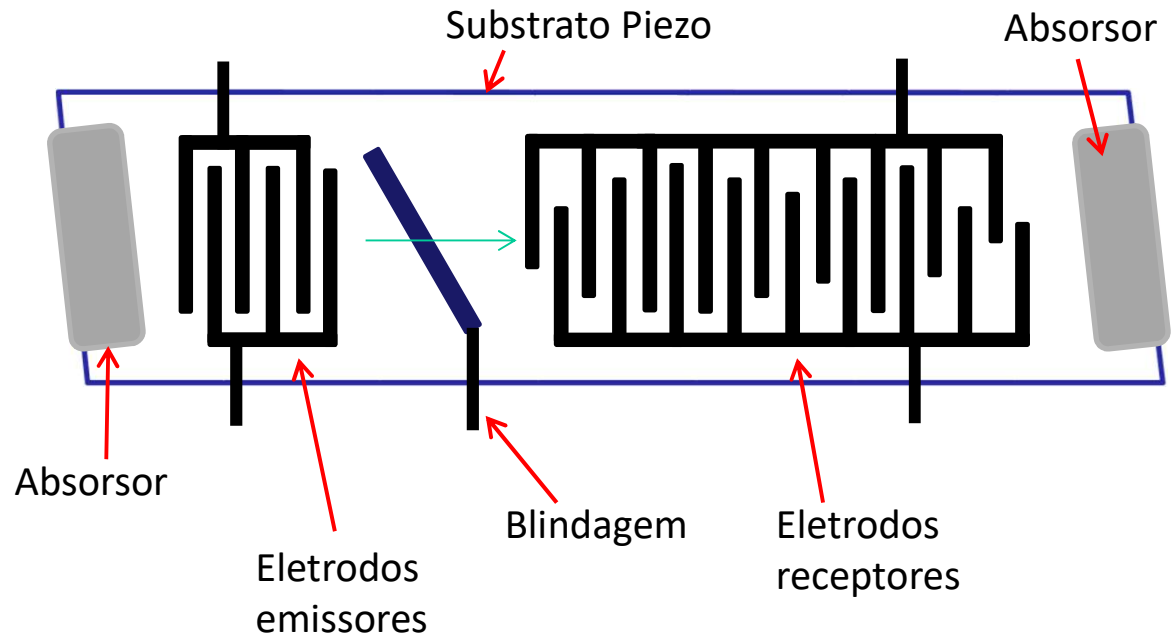 Substrato Piezo
Absorsor
Absorsor
Blindagem
Eletrodos
receptores
Eletrodos
emissores